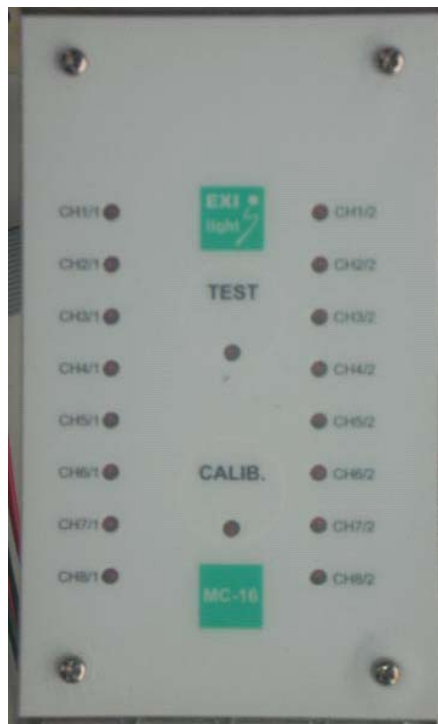 EXI
light
CH1/1
CH1/2
CH2/1
CH2/2
TEST
CH3/1
CH3/2
CH4/1
CH4/2
CH5/1
CH5/2
CALIB.
CH6/1
CH6/2
CH7/1
CH7/2
CH8/1
CH8/2
MC-16